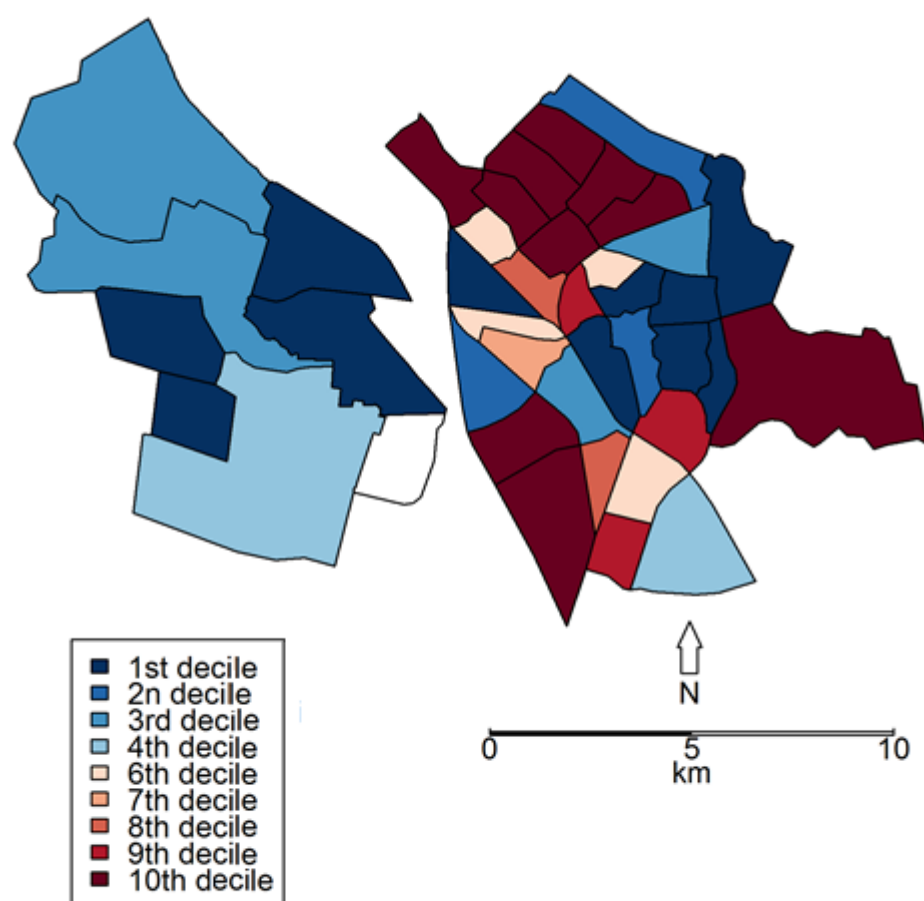 1st decile
2n decile
3rd decile
4th decile
6th decile
7th decile
8th decile
9th decile
10th decile
N
0 5 10
km